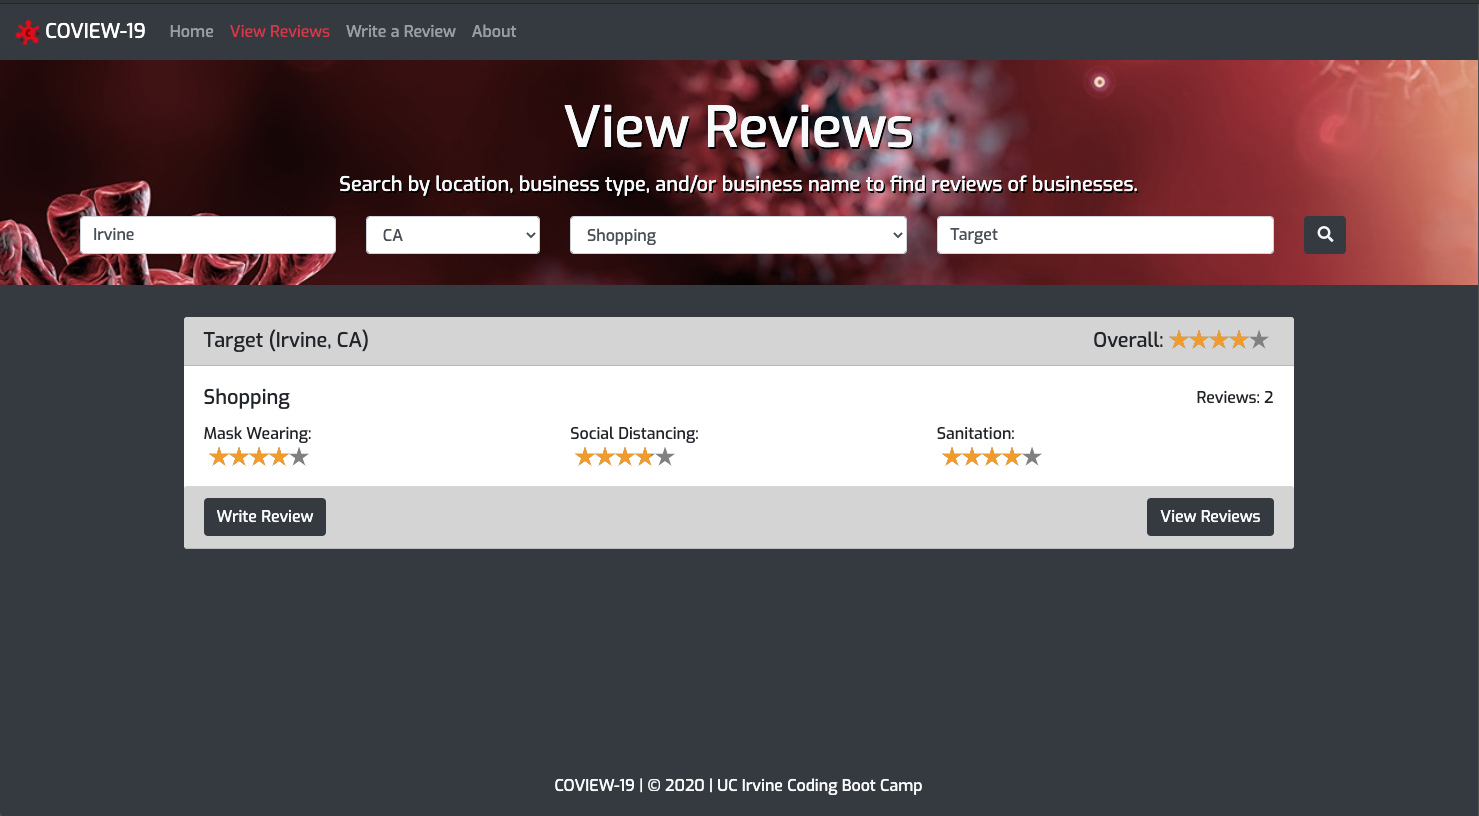 COVIEW-19 Home View Reviews Write a Review About
View Reviews
Search by location, business type, and/or business name to find reviews of businesses.
Irvine CA Shopping Target
Target (Irvine, CA) Overall: ★★★★★
Shopping Reviews: 2
Mask Wearing: Social Distancing: Sanitation:
★★★★★ ★★★★★ ★★★★★
Write Review View Reviews
COVIEW-19 | © 2020 | UC Irvine Coding Boot Camp